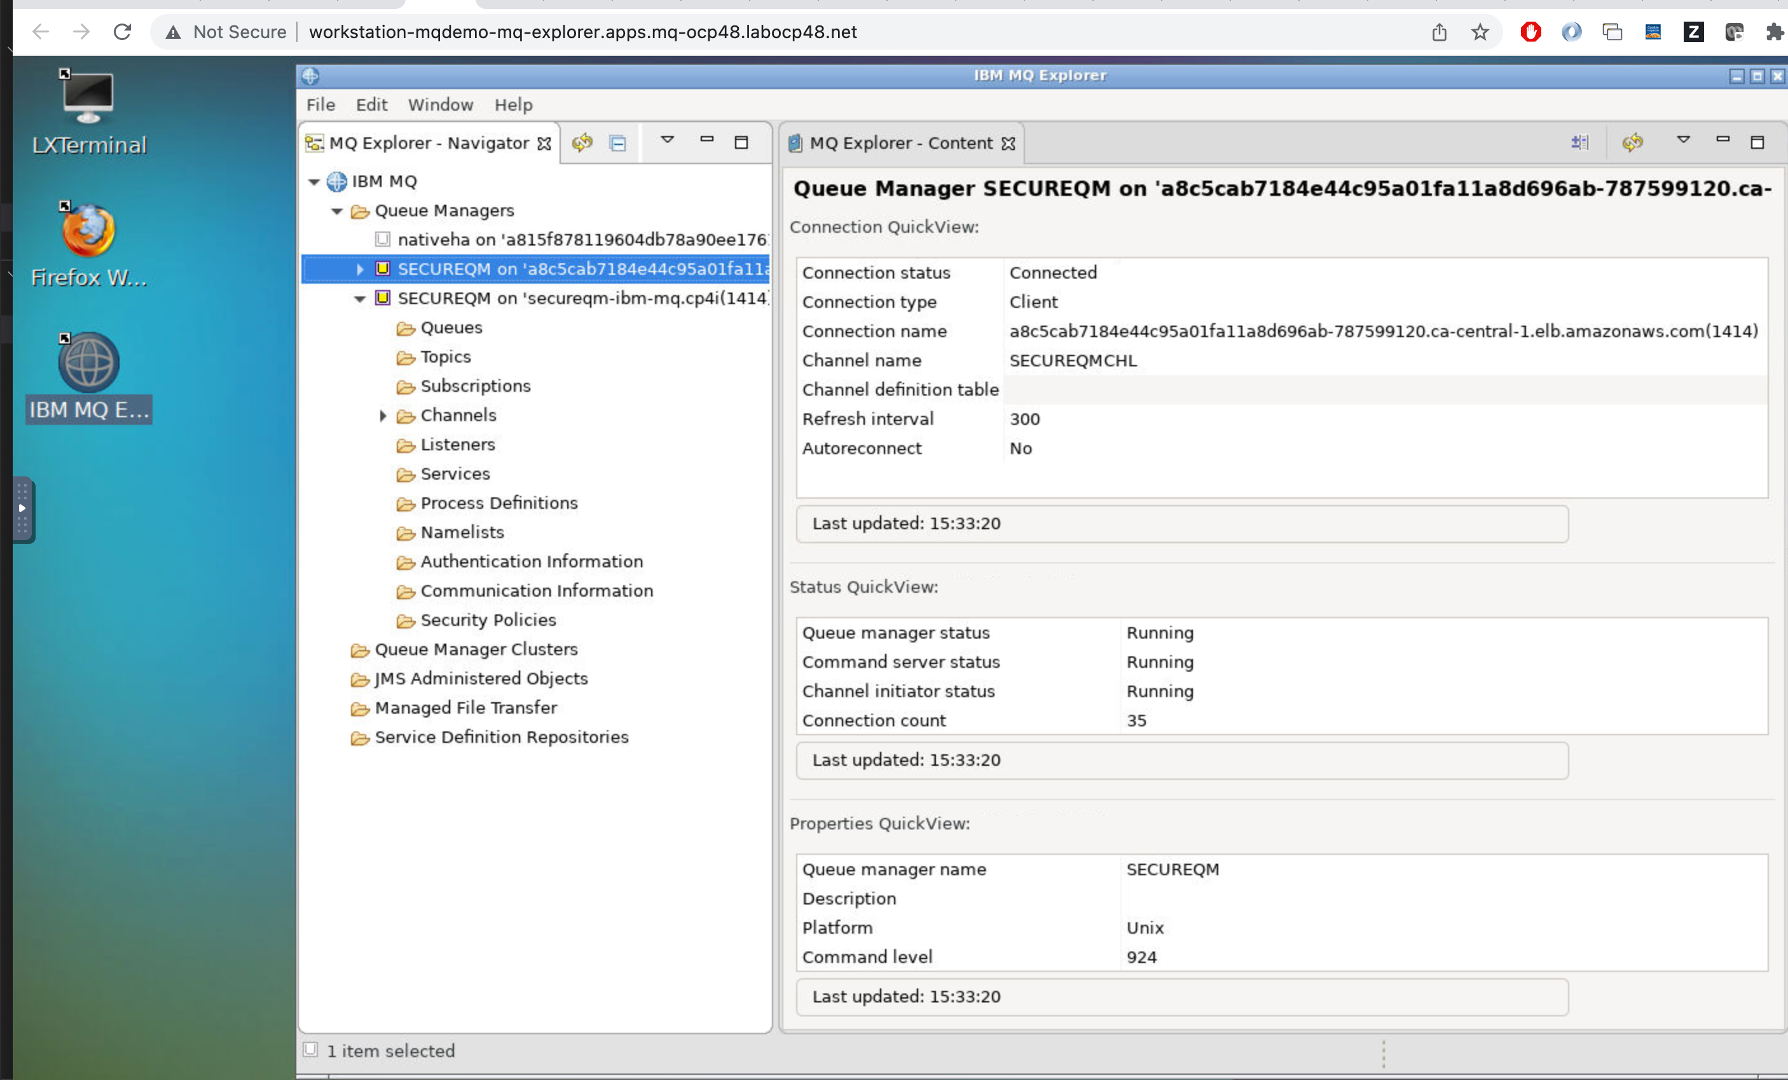 Not Secure | workstation-mqdemo-mq-explorer.apps.mq-ocp48.labocp48.net
LXTerminal
Firefox W...
IBM MQ E...
IBM MQ Explorer
File Edit Window Help
MQ Explorer - Navigator
IBM MQ
Queue Managers
nativeha on 'a815f878119604db78a90ee176
SECUREQM on 'a8c5cab7184e44c95a01fa11a
SECUREQM on 'secureqm-ibm-mq.cp4i(1414)
Queues
Topics
Subscriptions
Channels
Listeners
Services
Process Definitions
Namelists
Authentication Information
Communication Information
Security Policies
Queue Manager Clusters
JMS Administered Objects
Managed File Transfer
Service Definition Repositories
MQ Explorer - Content
Queue Manager SECUREQM on 'a8c5cab7184e44c95a01fa11a8d696ab-787599120.ca-
Connection QuickView:
Connection status Connected
Connection type Client
Connection name a8c5cab7184e44c95a01fa11a8d696ab-787599120.ca-central-1.elb.amazonaws.com(1414)
Channel name SECUREQMCHL
Channel definition table
Refresh interval 300
Autoreconnect No
Last updated: 15:33:20
Status QuickView:
Queue manager status Running
Command server status Running
Channel initiator status Running
Connection count 35
Last updated: 15:33:20
Properties QuickView:
Queue manager name SECUREQM
Description
Platform Unix
Command level 924
Last updated: 15:33:20
1 item selected